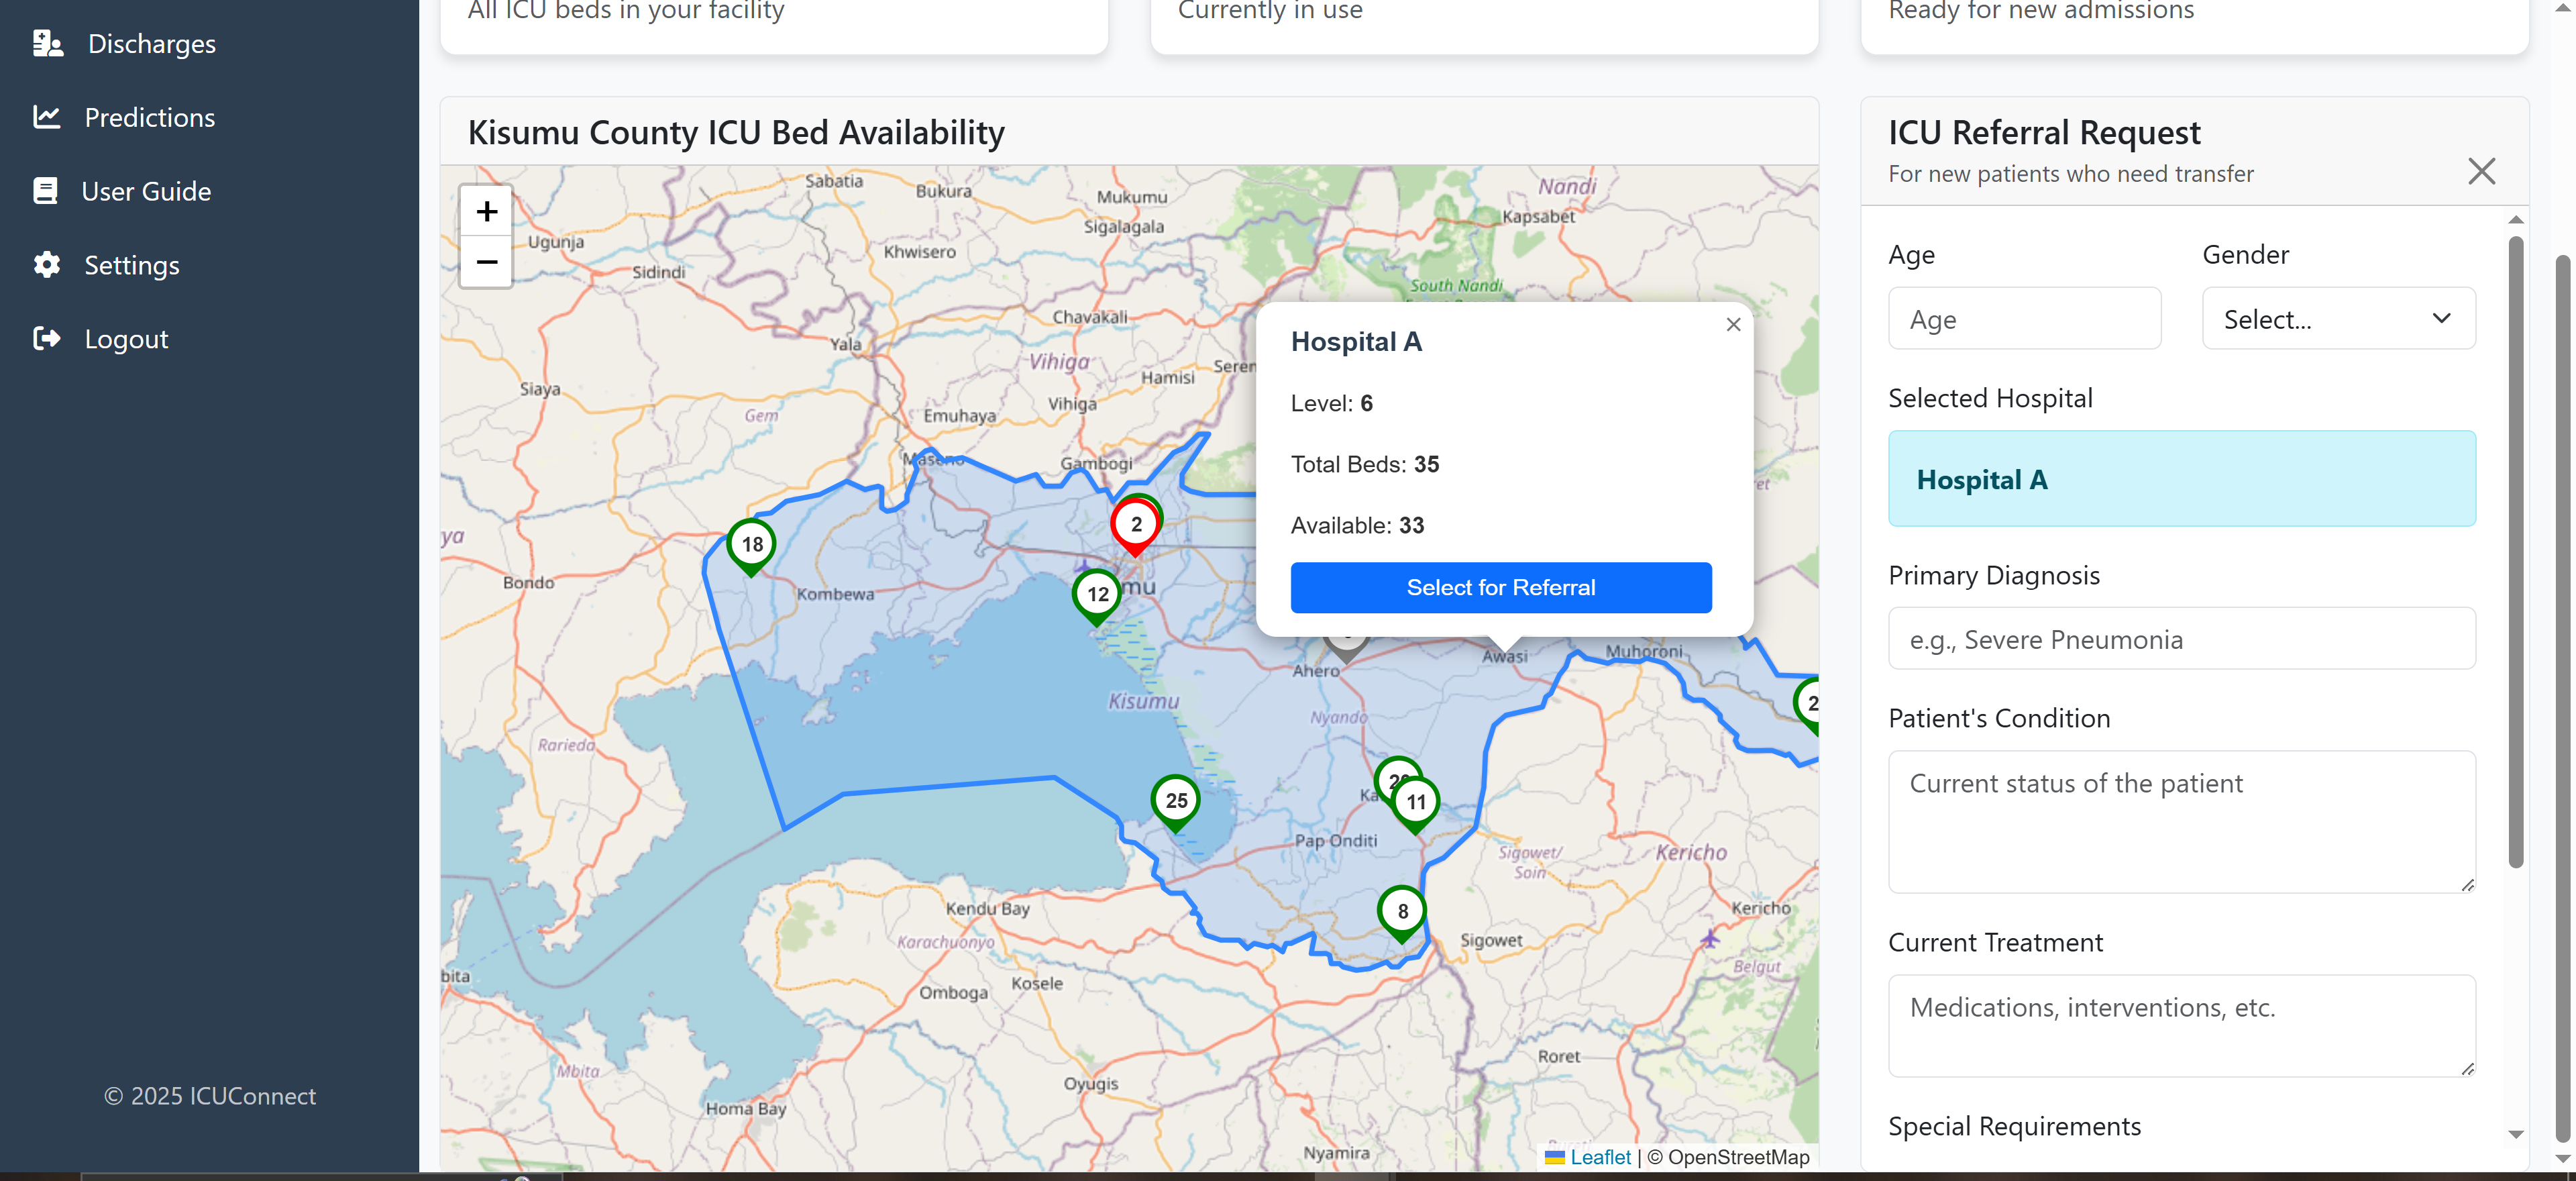 Discharges
Predictions
User Guide
Settings
Logout
© 2025 ICUConnect
All ICU beds in your facility
Currently in use
Ready for new admissions
Kisumu County ICU Bed Availability
+
−
Sabatia
Bukura
Mukumu
Nandi
Kapsabet
Sigalagala
Ugunja
Khwisero
Sidindi
South Nandi
Chavakali
Yala
Vihiga
Hamisi
Siaya
Vihiga
Gem
Emuhaya
Maseno
Gambogi
Hospital A
×
Level: 6
Total Beds: 35
Available: 33
Select for Referral
2
18
12
Bondo
Kombewa
Ahero
Awasi
Muhoroni
Kisumu
Nyando
Rarieda
25
11
Pap Onditi
Sigowet/
Soin
Kericho
8
Kendu Bay
Karachuonyo
Sigowet
Kericho
Belgut
Kosele
Omboga
Mbita
Oyugis
Roret
Homa Bay
Nyamira
Leaflet | © OpenStreetMap
ICU Referral Request
For new patients who need transfer
Age
Gender
Age
Select...
Selected Hospital
Hospital A
Primary Diagnosis
e.g., Severe Pneumonia
Patient's Condition
Current status of the patient
Current Treatment
Medications, interventions, etc.
Special Requirements